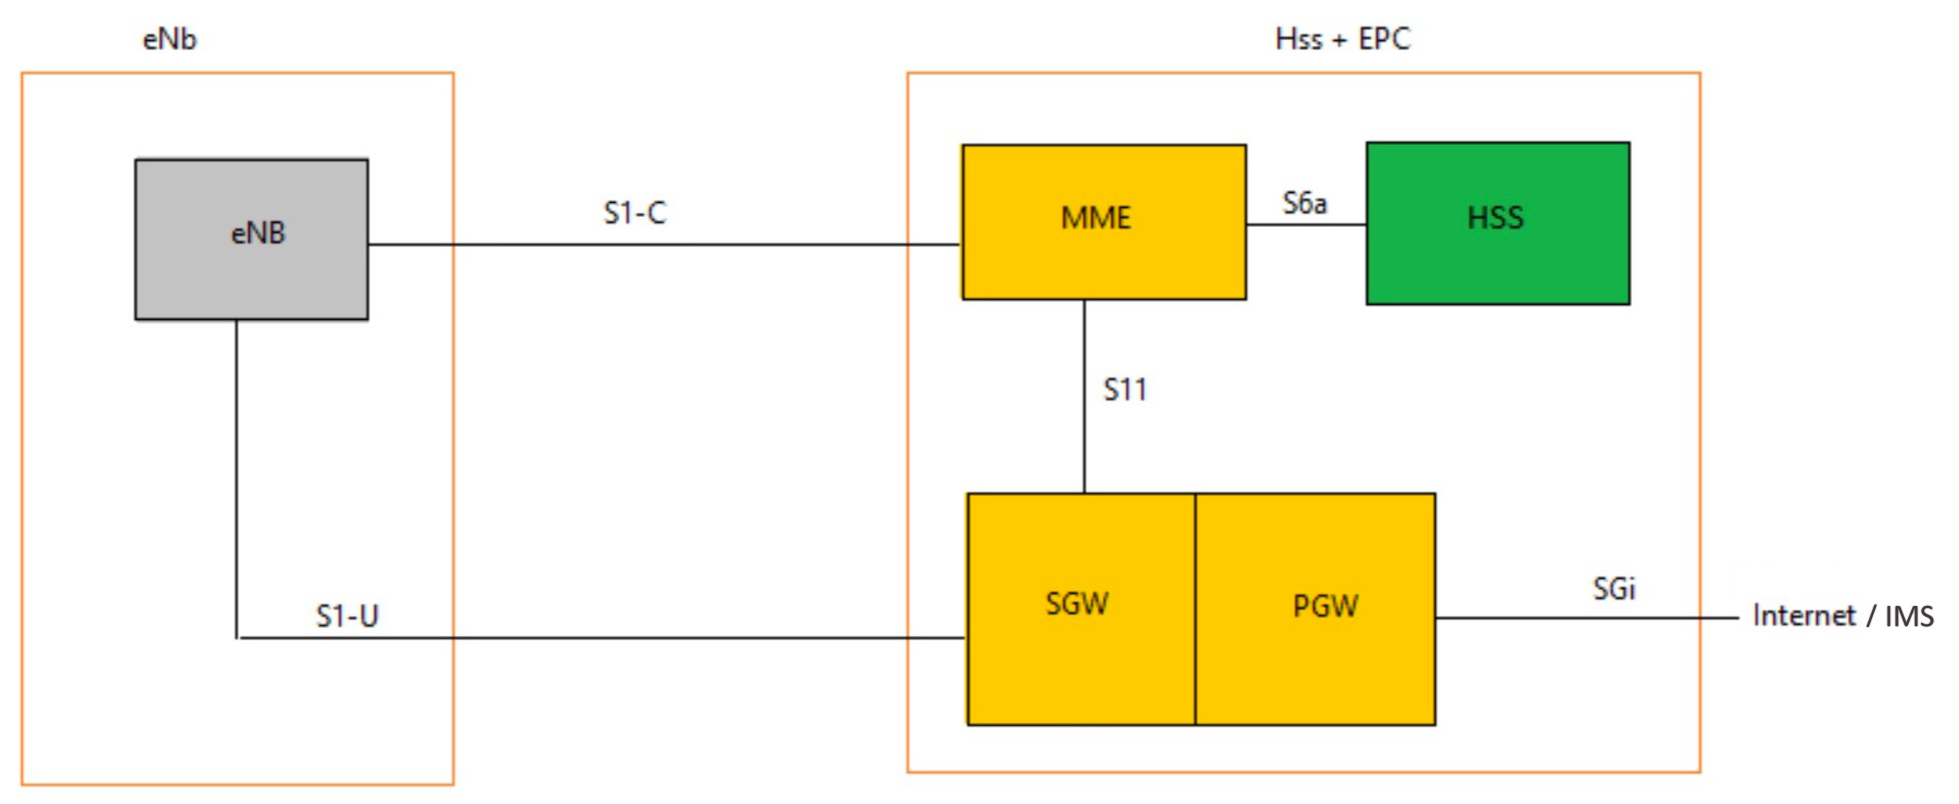 eNb
Hss + EPC
eNB
S1-C
MME
S6a
HSS
S11
S1-U
SGW
PGW
SGi
Internet / IMS